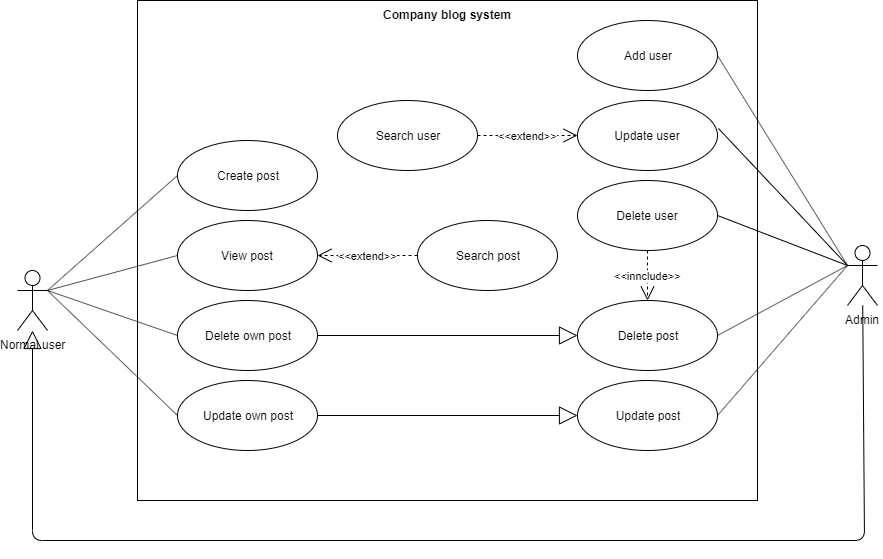 Company blog system
Add user
Search user
<<extend>>
Update user
Create post
Delete user
View post
<<extend>>
Search post
<<innclude>>
Normal user
Admin
Delete own post
Delete post
Update own post
Update post